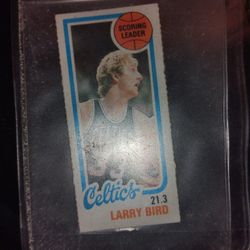 SCORING
LEADER
Celtics
21.3
LARRY BIRD